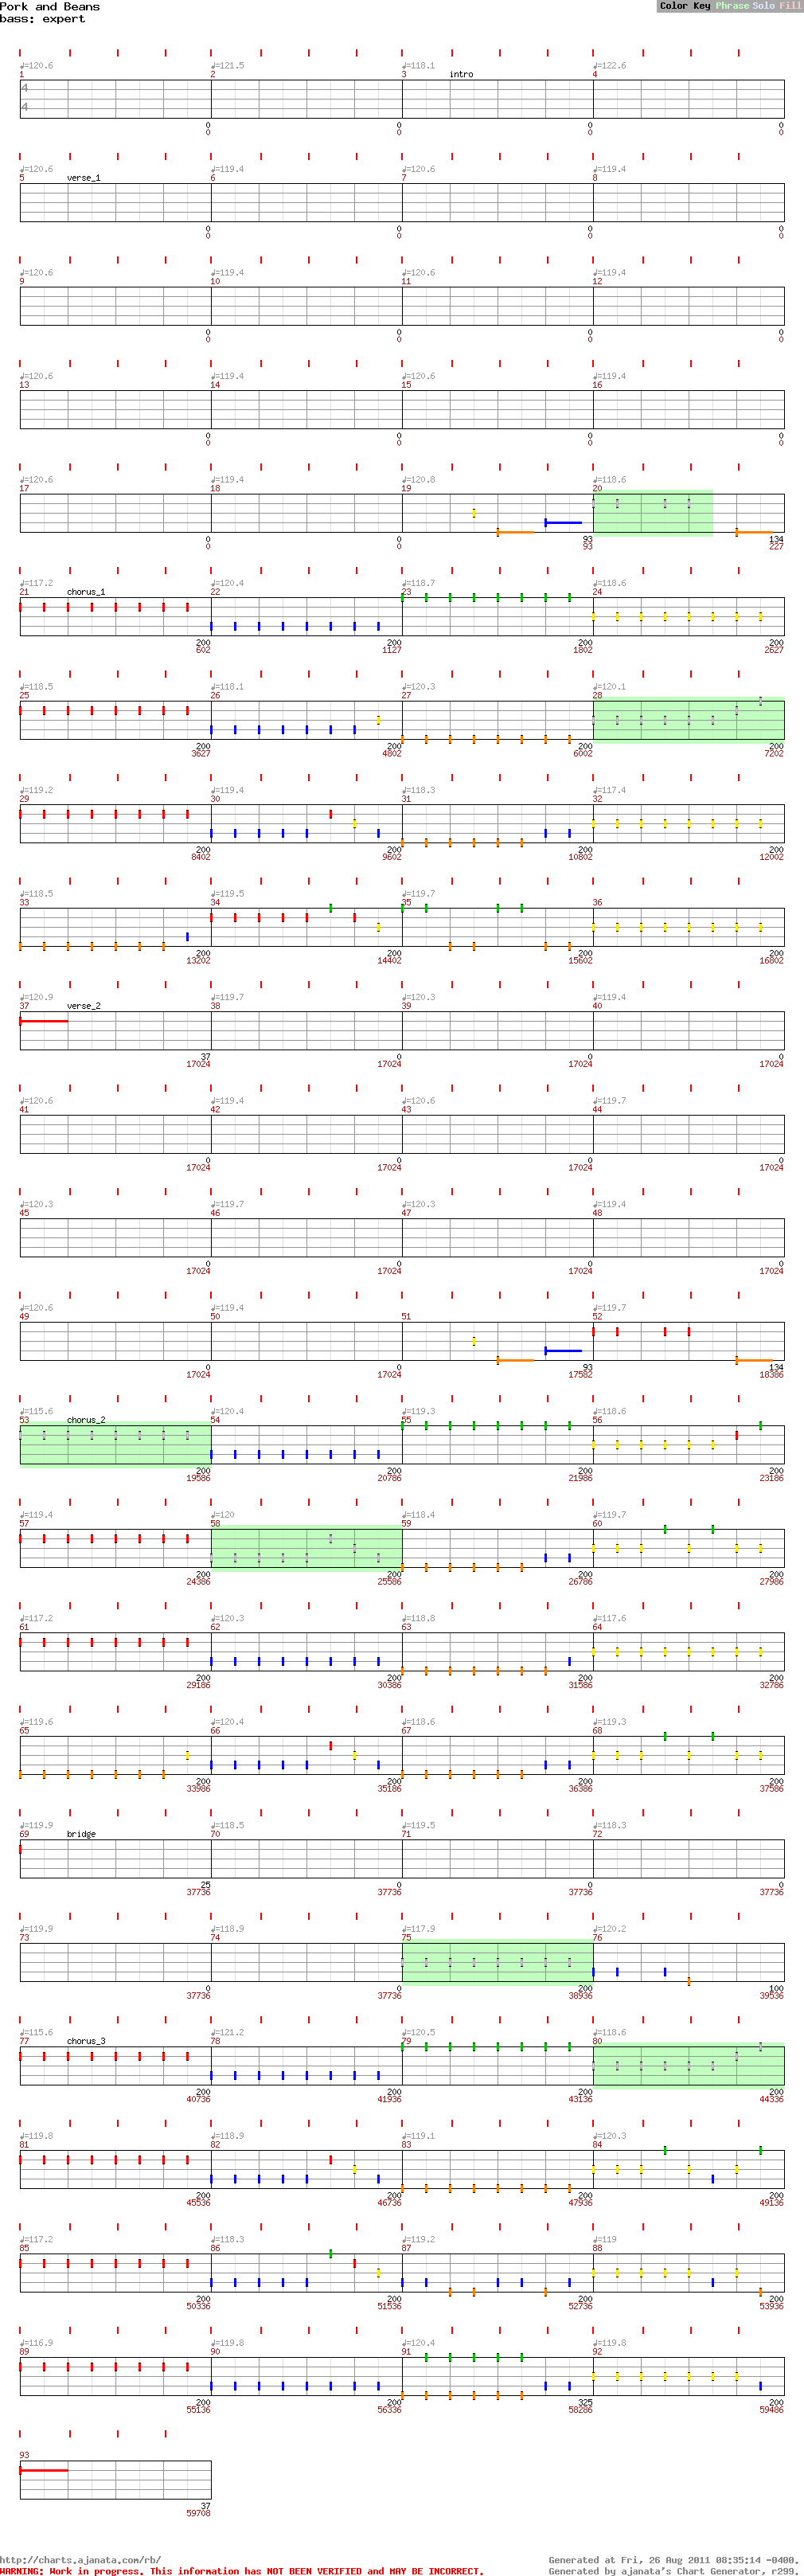 Pork and Beans Color Key Phrase Solo Fill
bass: expert
♩=120.6 ♩=121.5 ♩=118.1 ♩=122.6
1 2 3 intro 4
4
4
0 0 0 0
0 0 0 0
♩=120.6 ♩=119.4 ♩=120.6 ♩=119.4
5 verse_1 6 7 8
0 0 0 0
0 0 0 0
♩=120.6 ♩=119.4 ♩=120.6 ♩=119.4
9 10 11 12
0 0 0 0
0 0 0 0
♩=120.6 ♩=119.4 ♩=120.6 ♩=119.4
13 14 15 16
0 0 0 0
0 0 0 0
♩=120.6 ♩=119.4 ♩=120.8 ♩=118.6
17 18 19 20
0 0 93 134
0 0 93 227
♩=117.2 ♩=120.4 ♩=118.7 ♩=118.6
21 chorus_1 22 23 24
200 200 200 200
602 1127 1802 2627
♩=118.5 ♩=118.1 ♩=120.3 ♩=120.1
25 26 27 28
200 200 200 200
3627 4802 6002 7202
♩=119.2 ♩=119.4 ♩=118.3 ♩=117.4
29 30 31 32
200 200 200 200
8402 9602 10802 12002
♩=118.5 ♩=119.5 ♩=119.7
33 34 35 36
200 200 200 200
13202 14402 15602 16802
♩=120.9 ♩=119.7 ♩=120.3 ♩=119.4
37 verse_2 38 39 40
37 0 0 0
17024 17024 17024 17024
♩=120.6 ♩=119.4 ♩=120.6 ♩=119.7
41 42 43 44
0 0 0 0
17024 17024 17024 17024
♩=120.3 ♩=119.7 ♩=120.3 ♩=119.4
45 46 47 48
0 0 0 0
17024 17024 17024 17024
♩=120.6 ♩=119.4 ♩=119.7
49 50 51 52
0 0 93 134
17024 17024 17582 18386
♩=115.6 ♩=120.4 ♩=119.3 ♩=118.6
53 chorus_2 54 55 56
200 200 200 200
19586 20786 21986 23186
♩=119.4 ♩=120 ♩=118.4 ♩=119.7
57 58 59 60
200 200 200 200
24386 25586 26786 27986
♩=117.2 ♩=120.3 ♩=118.8 ♩=117.6
61 62 63 64
200 200 200 200
29186 30386 31586 32786
♩=119.6 ♩=120.4 ♩=118.6 ♩=119.3
65 66 67 68
200 200 200 200
33986 35186 36386 37586
♩=119.9 ♩=118.5 ♩=119.5 ♩=118.3
69 bridge 70 71 72
25 0 0 0
37736 37736 37736 37736
♩=119.9 ♩=118.9 ♩=117.9 ♩=120.2
73 74 75 76
0 0 200 100
37736 37736 38936 39536
♩=115.6 ♩=121.2 ♩=120.5 ♩=118.6
77 chorus_3 78 79 80
200 200 200 200
40736 41936 43136 44336
♩=119.8 ♩=118.9 ♩=119.1 ♩=120.3
81 82 83 84
200 200 200 200
45536 46736 47936 49136
♩=117.2 ♩=118.3 ♩=119.2 ♩=119
85 86 87 88
200 200 200 200
50336 51536 52736 53936
♩=116.9 ♩=119.8 ♩=120.4 ♩=119.8
89 90 91 92
200 200 325 200
55136 56336 58286 59486
93
37
59708
http://charts.ajanata.com/rb/ Generated at Fri, 26 Aug 2011 08:35:14 -0400.
WARNING: Work in progress. This information has NOT BEEN VERIFIED and MAY BE INCORRECT. Generated by ajanata's Chart Generator, r299.